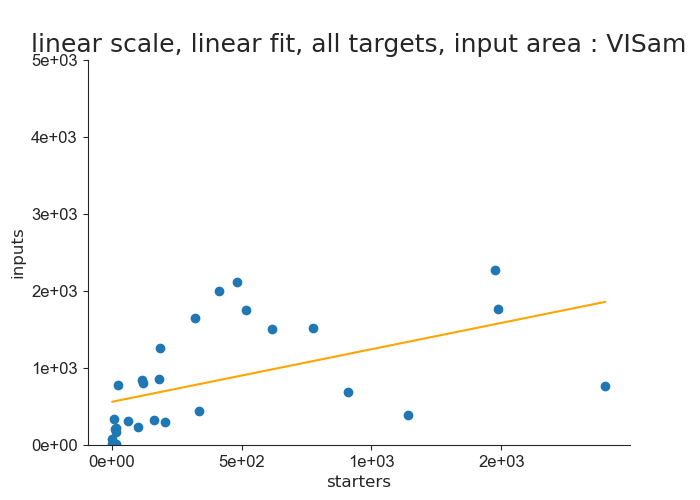 linear scale, linear fit, all targets, input area : VISam
5e+03
4e+03
3e+03
2e+03
1e+03
0e+00
inputs
0e+00 5e+02 1e+03 2e+03
starters